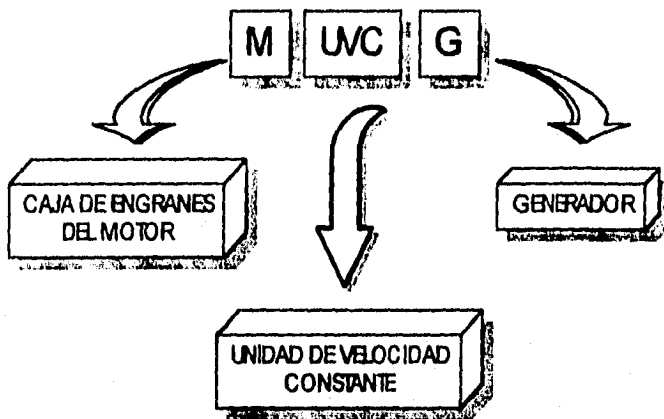 M UVC G
CAJA DE ENGRANES
DEL MOTOR
GENERADOR
UNIDAD DE VELOCIDAD
CONSTANTE